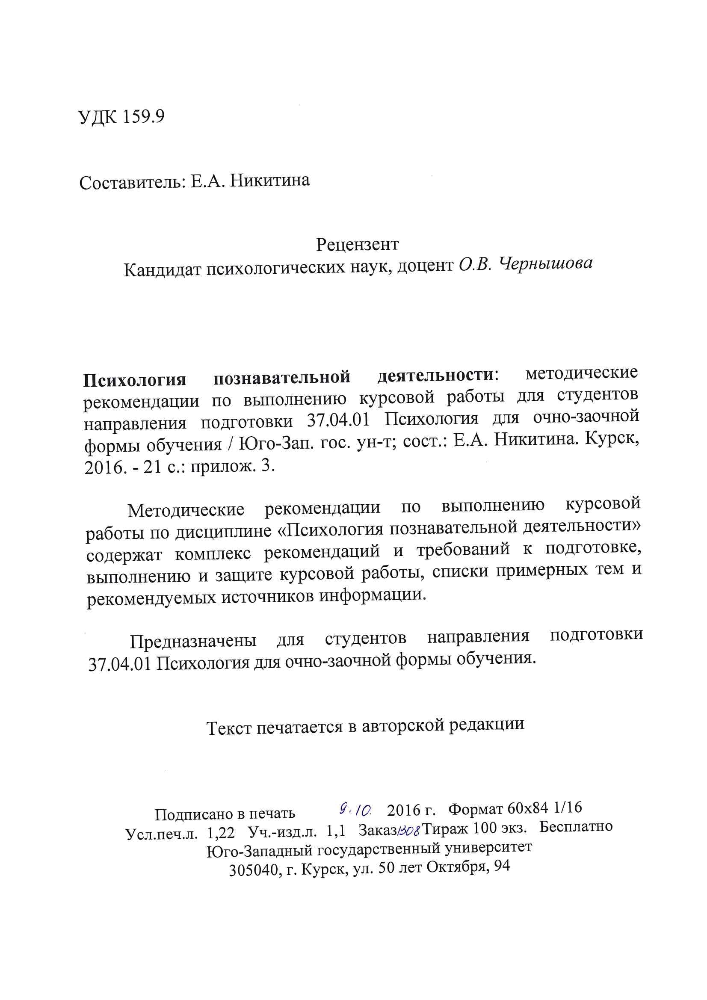 УДК 159.9
Составитель: Е.А. Никитина
Рецензент
Кандидат психологических наук, доцент О.В. Чернышова
Психология познавательной деятельности: методические
рекомендации по выполнению курсовой работы для студентов
направления подготовки 37.04.01 Психология для очно-заочной
формы обучения / Юго-Зап. гос. ун-т; сост.: Е.А. Никитина. Курск,
2016. - 21 с.: прилож. 3.
Методические рекомендации по выполнению курсовой
работы по дисциплине «Психология познавательной деятельности»
содержат комплекс рекомендаций и требований к подготовке,
выполнению и защите курсовой работы, списки примерных тем и
рекомендуемых источников информации.
Предназначены для студентов направления подготовки
37.04.01 Психология для очно-заочной формы обучения.
Текст печатается в авторской редакции
Подписано в печать 9.10. 2016 г. Формат 60х84 1/16
Усл.печ.л. 1,22 Уч.-изд.л. 1,1 Заказ 1308 Тираж 100 экз. Бесплатно
Юго-Западный государственный университет
305040, г. Курск, ул. 50 лет Октября, 94